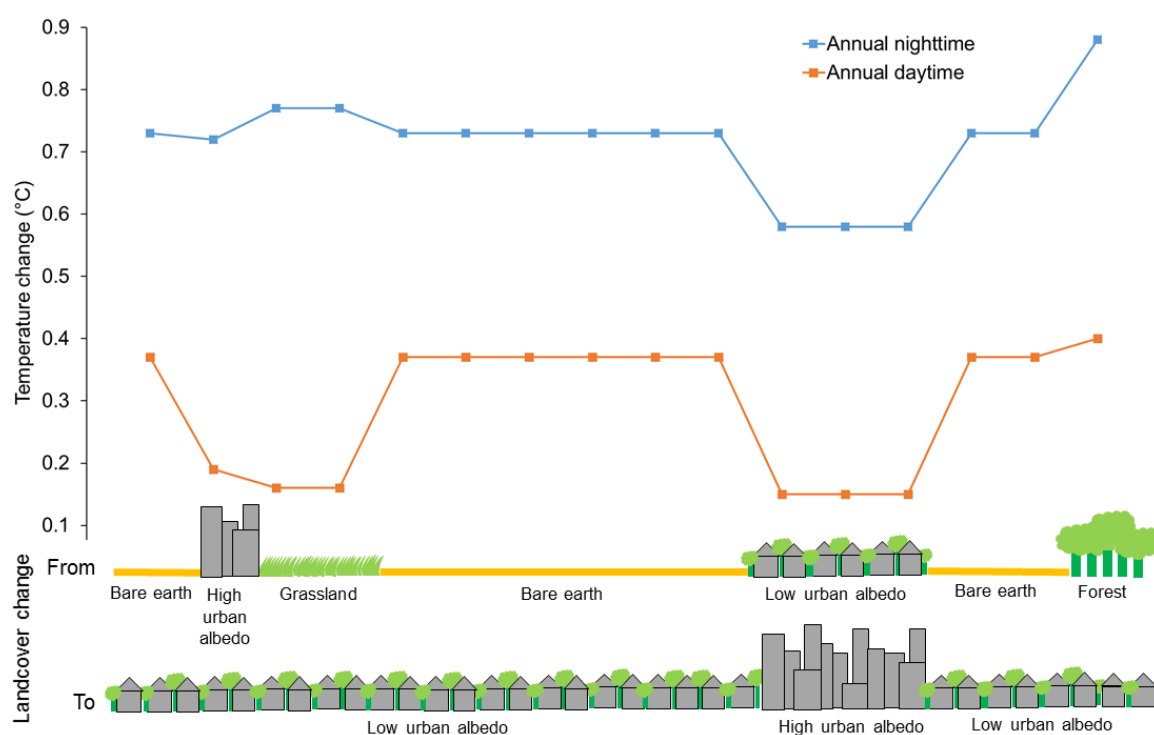 0.9
0.8
0.7
0.6
0.5
0.4
0.3
0.2
0.1
Temperature change (°C)
Annual nighttime
Annual daytime
Landcover change
From
Bare earth
High
urban
albedo
Grassland
Bare earth
Low urban albedo
Bare earth
Forest
To
Low urban albedo
High urban albedo
Low urban albedo